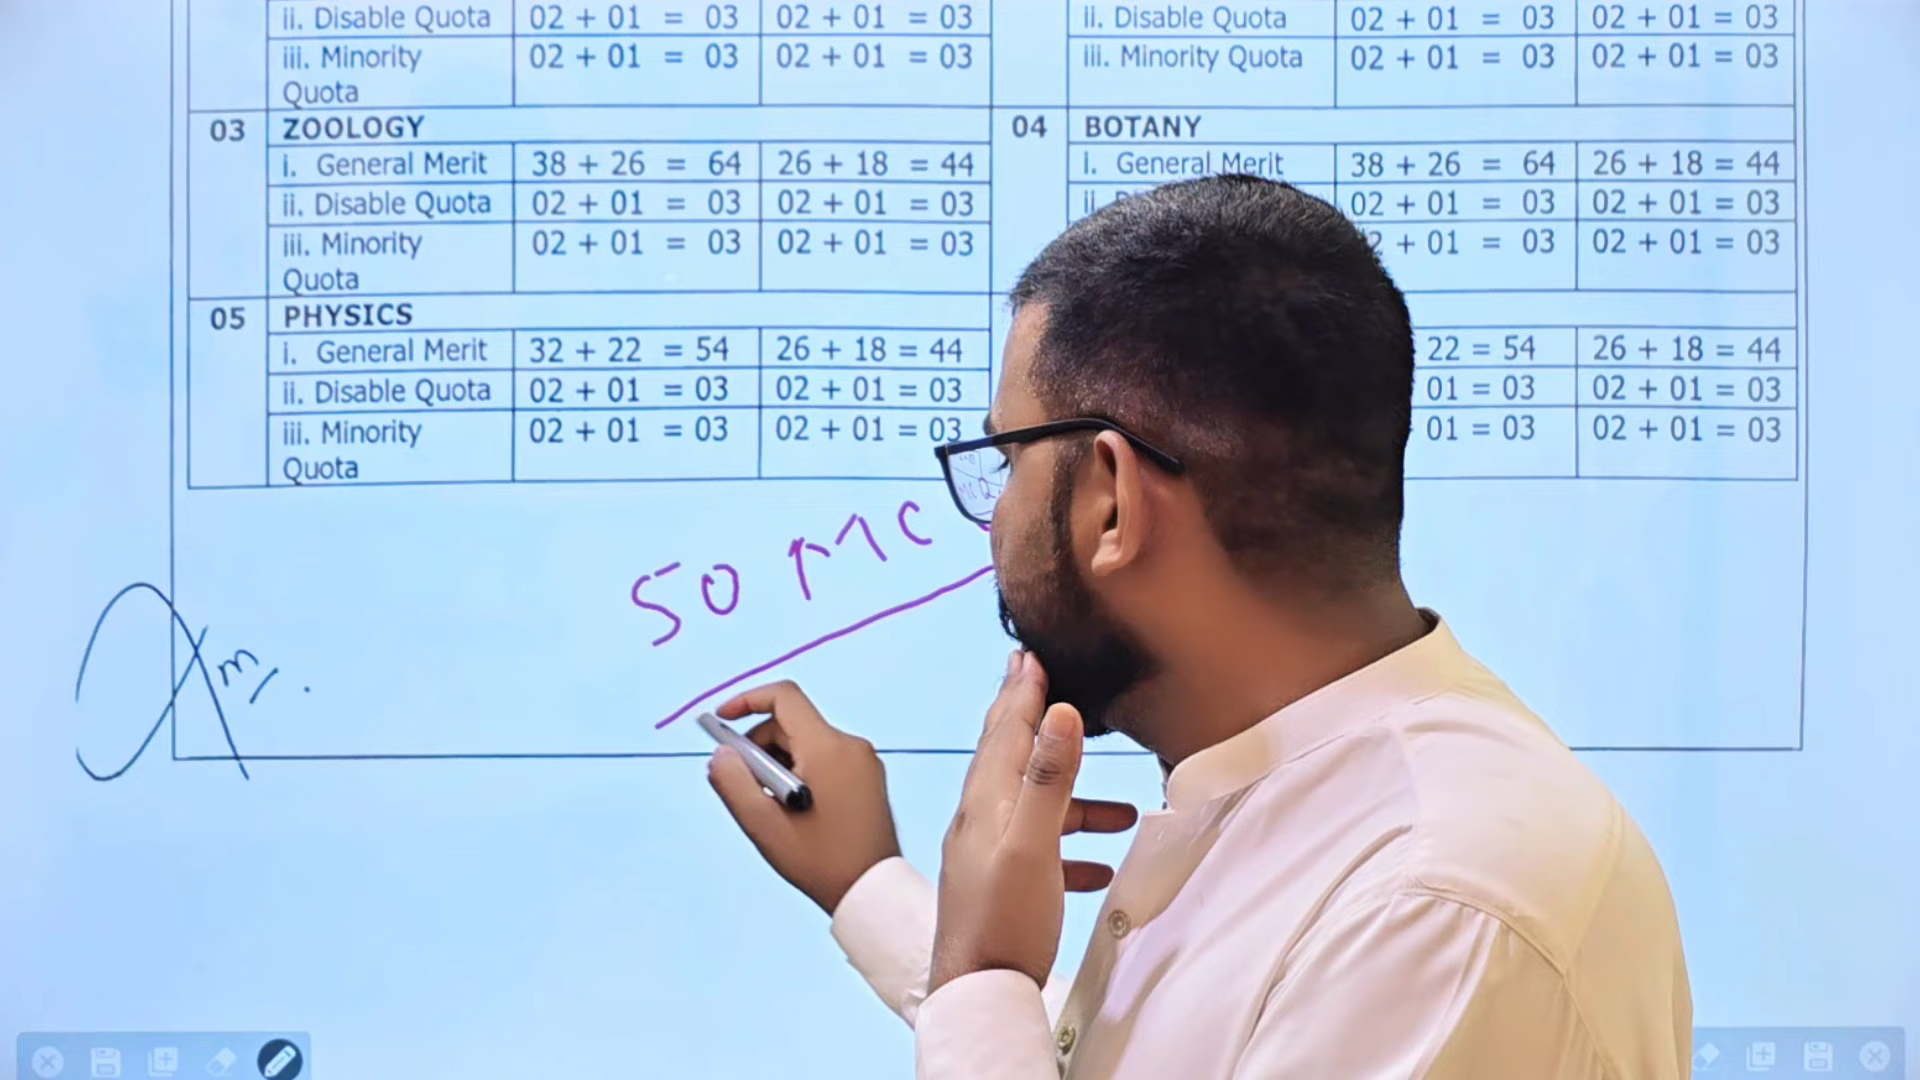 ii. Disable Quota 02 + 01 = 03 02 + 01 = 03
iii. Minority Quota 02 + 01 = 03 02 + 01 = 03
03 ZOOLOGY
i. General Merit 38 + 26 = 64 26 + 18 = 44
ii. Disable Quota 02 + 01 = 03 02 + 01 = 03
iii. Minority Quota 02 + 01 = 03 02 + 01 = 03
05 PHYSICS
i. General Merit 32 + 22 = 54 26 + 18 = 44
ii. Disable Quota 02 + 01 = 03 02 + 01 = 03
iii. Minority Quota 02 + 01 = 03 02 + 01 = 03
ii. Disable Quota 02 + 01 = 03 02 + 01 = 03
iii. Minority Quota 02 + 01 = 03 02 + 01 = 03
04 BOTANY
i. General Merit 38 + 26 = 64 26 + 18 = 44
ii. 02 + 01 = 03 02 + 01 = 03
+ 01 = 03 02 + 01 = 03
22 = 54 26 + 18 = 44
01 = 03 02 + 01 = 03
01 = 03 02 + 01 = 03
50 MC